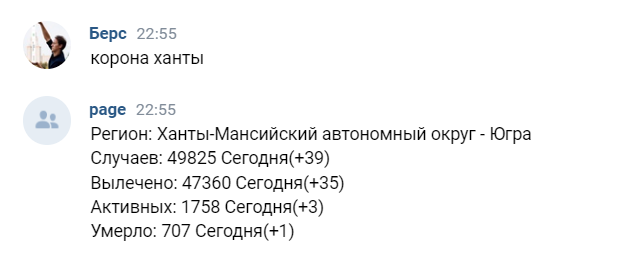 Берс 22:55
корона ханты
page 22:55
Регион: Ханты-Мансийский автономный округ - Югра
Случаев: 49825 Сегодня(+39)
Вылечено: 47360 Сегодня(+35)
Активных: 1758 Сегодня(+3)
Умерло: 707 Сегодня(+1)